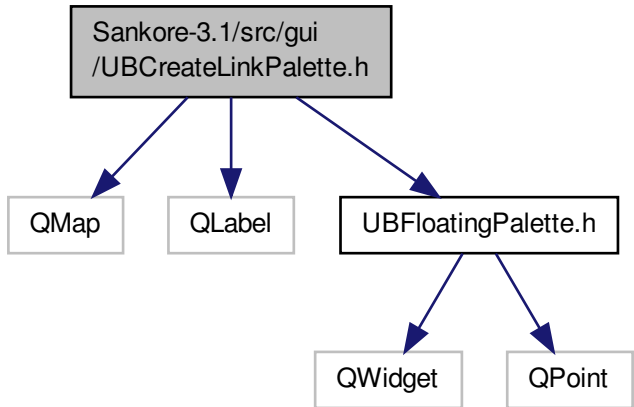 Sankore-3.1/src/gui
/UBCreateLinkPalette.h
QMap
QLabel
UBFloatingPalette.h
QWidget
QPoint